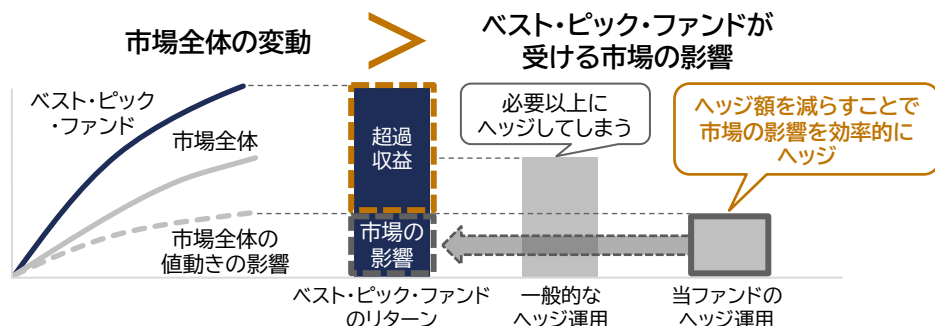 市場全体の変動
ベスト・ピック・ファンドが
受ける市場の影響
ベスト・ピック
・ファンド
市場全体
市場全体の
値動きの影響
超過
収益
市場の
影響
必要以上に
ヘッジしてしまう
ヘッジ額を減らすことで
市場の影響を効率的に
ヘッジ
ベスト・ピック・ファンド
のリターン
一般的な
ヘッジ運用
当ファンドの
ヘッジ運用